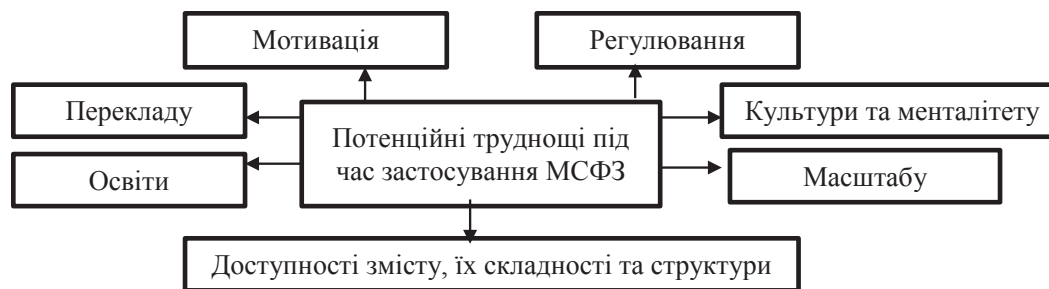 Мотивація
Регулювання
Перекладу
Культури та менталітету
Потенційні труднощі під
час застосування МСФЗ
Освіти
Масштабу
Доступності змісту, їх складності та структури